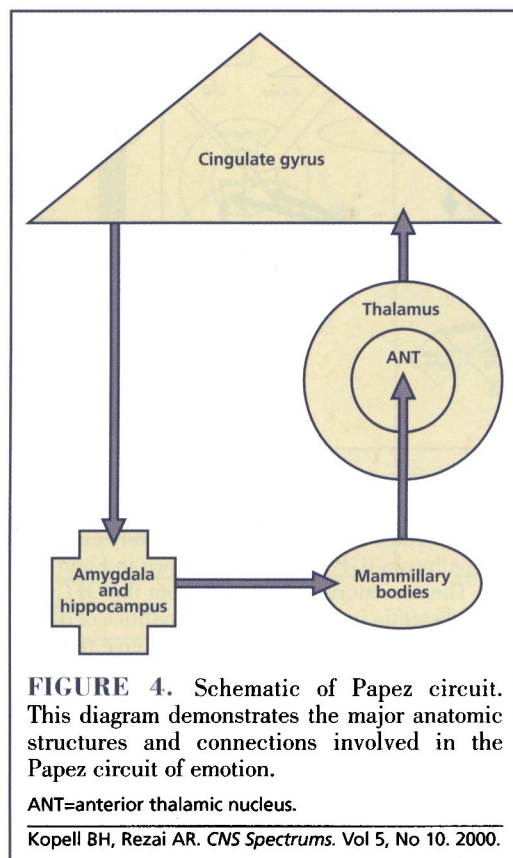 Cingulate gyrus
Thalamus
ANT
Amygdala
and
hippocampus
Mammillary
bodies
FIGURE 4. Schematic of Papez circuit.
This diagram demonstrates the major anatomic
structures and connections involved in the
Papez circuit of emotion.
ANT=anterior thalamic nucleus.
Kopell BH, Rezai AR. CNS Spectrums. Vol 5, No 10. 2000.